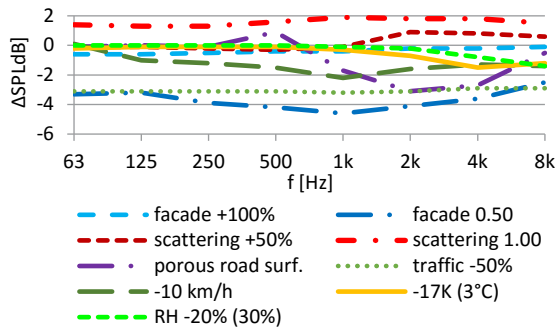 2
0
-2
-4
-6
ΔSPLdB
63 125 250 500 1k 2k 4k 8k
f [Hz]
facade +100% facade 0.50
scattering +50% scattering 1.00
porous road surf. traffic -50%
-10 km/h -17K (3°C)
RH -20% (30%)